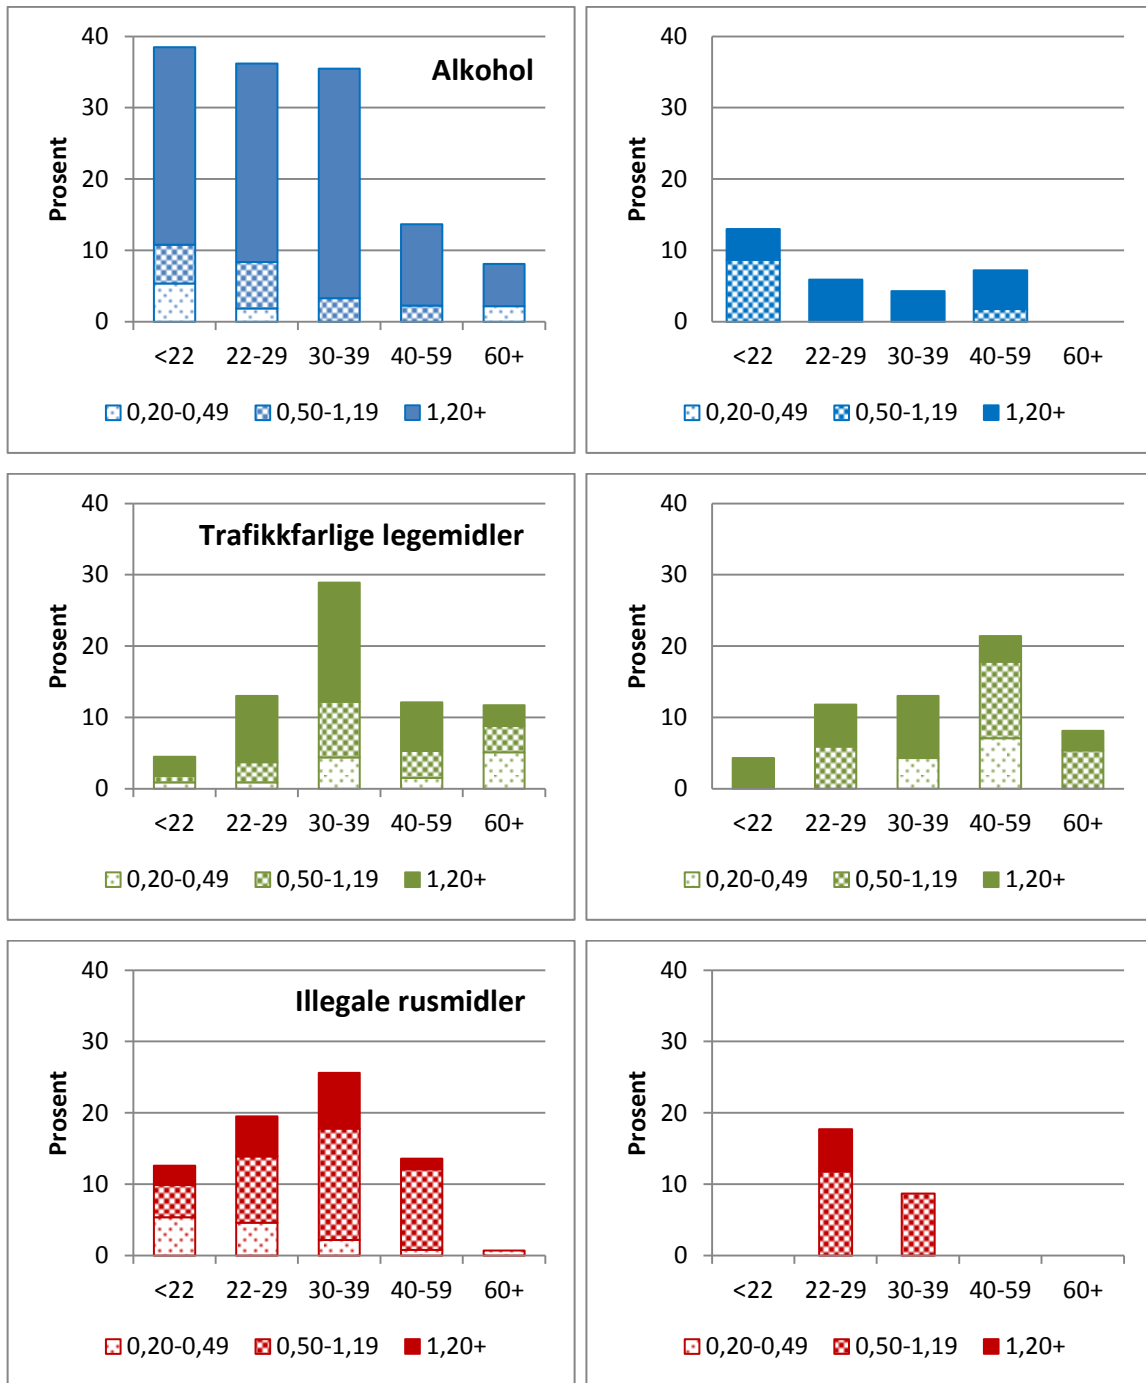 40
30
20
10
0
Prosent
Alkohol
<22 22-29 30-39 40-59 60+
0,20-0,49 0,50-1,19 1,20+
40
30
20
10
0
Prosent
<22 22-29 30-39 40-59 60+
0,20-0,49 0,50-1,19 1,20+
40
30
20
10
0
Prosent
Trafikkfarlige legemidler
<22 22-29 30-39 40-59 60+
0,20-0,49 0,50-1,19 1,20+
40
30
20
10
0
Prosent
<22 22-29 30-39 40-59 60+
0,20-0,49 0,50-1,19 1,20+
40
30
20
10
0
Prosent
Illegale rusmidler
<22 22-29 30-39 40-59 60+
0,20-0,49 0,50-1,19 1,20+
40
30
20
10
0
Prosent
<22 22-29 30-39 40-59 60+
0,20-0,49 0,50-1,19 1,20+